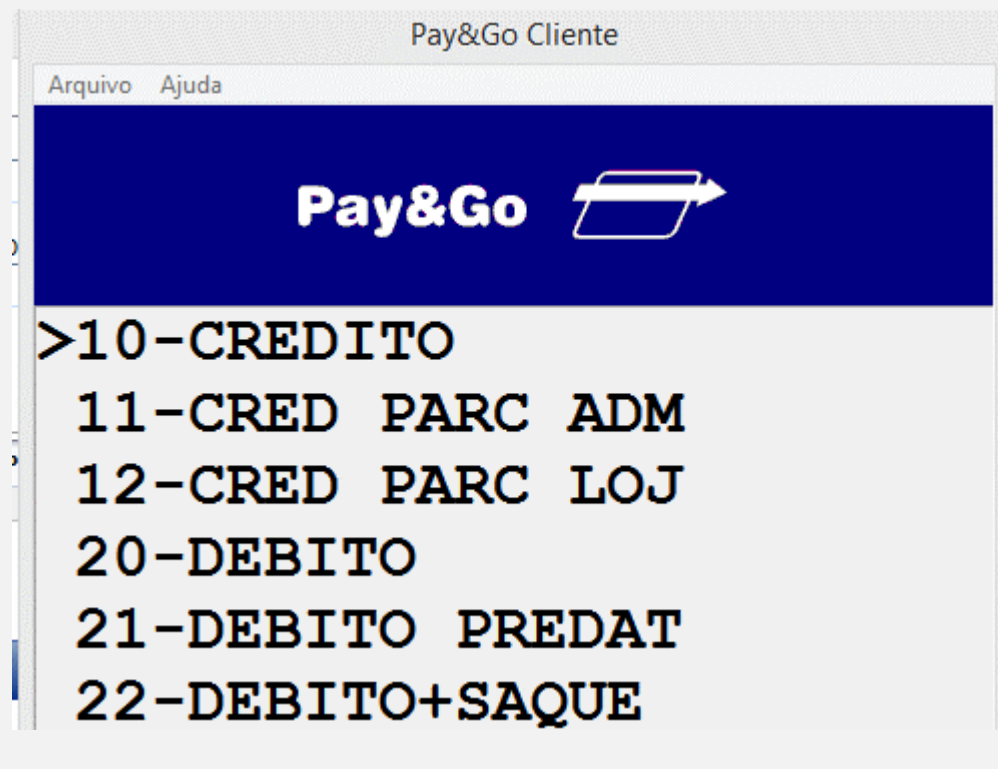 Pay&Go Cliente
Arquivo Ajuda
Pay&Go
>10-CREDITO
11-CRED PARC ADM
12-CRED PARC LOJ
20-DEBITO
21-DEBITO PREDAT
22-DEBITO+SAQUE